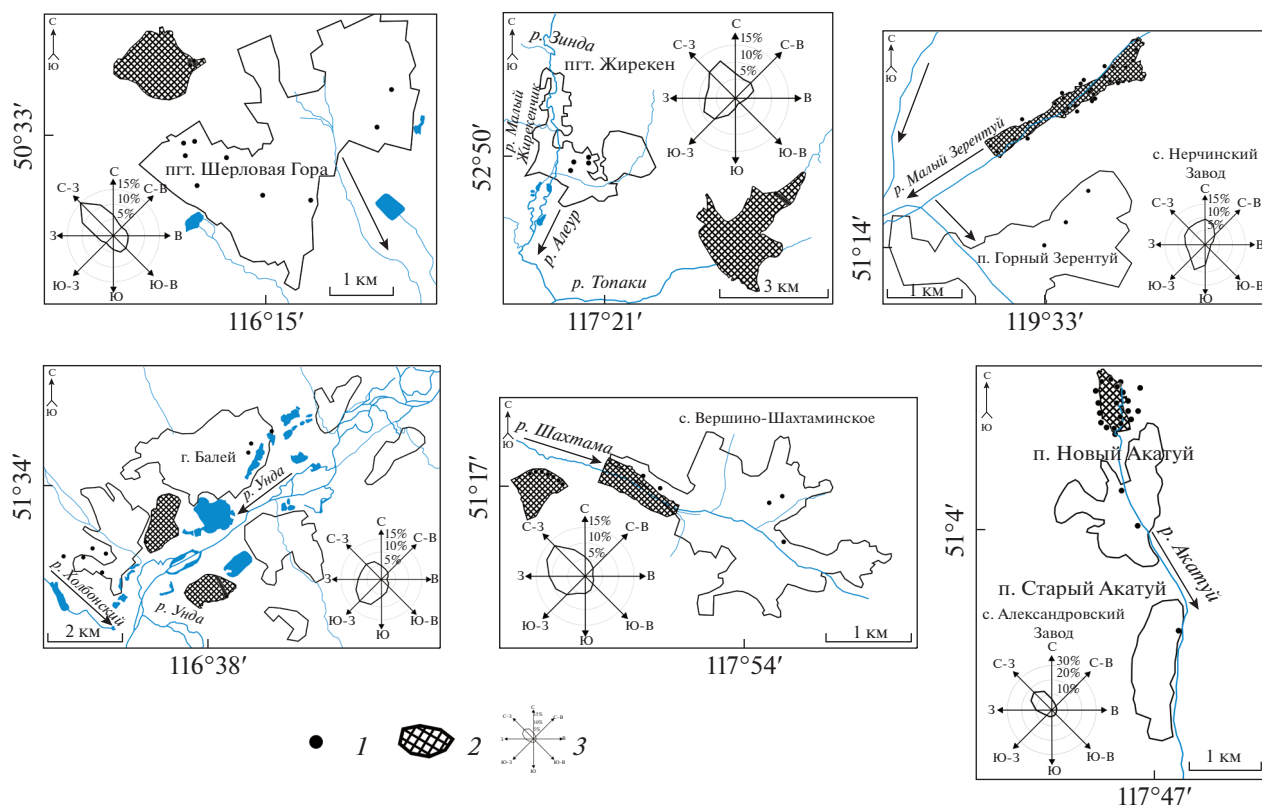 С
Ю
50°33′
пгт. Шерловая Гора
С
С-З
С-В
15%
10%
5%
З
В
Ю-З
Ю-В
Ю
1 км
116°15′
С
Ю
52°50′
р. Зинда
пгт. Жирекен
р. Малый
Жирекенчик
С
С-З
С-В
15%
10%
5%
З
В
Ю-З
Ю-В
Ю
р. Алеур
р. Топаки
3 км
117°21′
С
Ю
51°14′
р. Малый Зерентуй
п. Горный Зерентуй
с. Нерчинский
Завод
С
С-З
С-В
15%
10%
5%
З
В
Ю-З
Ю-В
Ю
1 км
119°33′
С
Ю
51°34′
г. Балей
р. Унда
р. Холбонский
р. Унда
С
С-З
С-В
15%
10%
5%
З
В
Ю-З
Ю-В
Ю
2 км
116°38′
С
Ю
51°17′
р. Шахтама
с. Вершино-Шахтаминское
С
С-З
С-В
15%
10%
5%
З
В
Ю-З
Ю-В
Ю
1 км
117°54′
С
Ю
51°4′
п. Новый Акатуй
р. Акатуй
п. Старый Акатуй
с. Александровский
Завод
С
С-З
С-В
30%
20%
10%
З
В
Ю-З
Ю-В
Ю
1 км
117°47′
1
2
С
С-З
С-В
15%
10%
5%
З
В
Ю-З
Ю-В
Ю
3